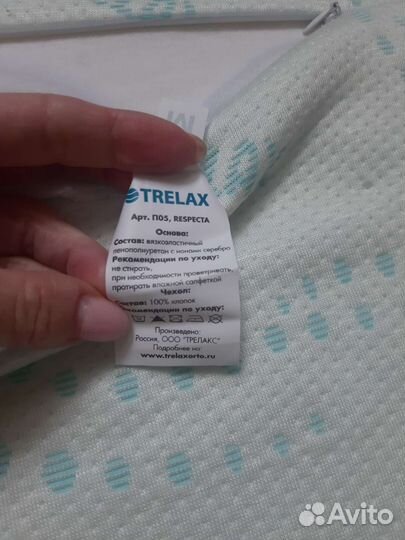 M
TRELAX
Арт. П05, RESPECTA
Основа:
Состав: вязкоэластичный
пенополиуретан с ионами серебра
Рекомендации по уходу:
не стирать,
при необходимости проветривать,
протирать влажной салфеткой
Чехол:
Состав: 100% хлопок
Рекомендации по уходу:
Произведено:
Россия, ООО "ТРЕЛАКС"
Подробнее на:
www.trelaxorto.ru
Avito